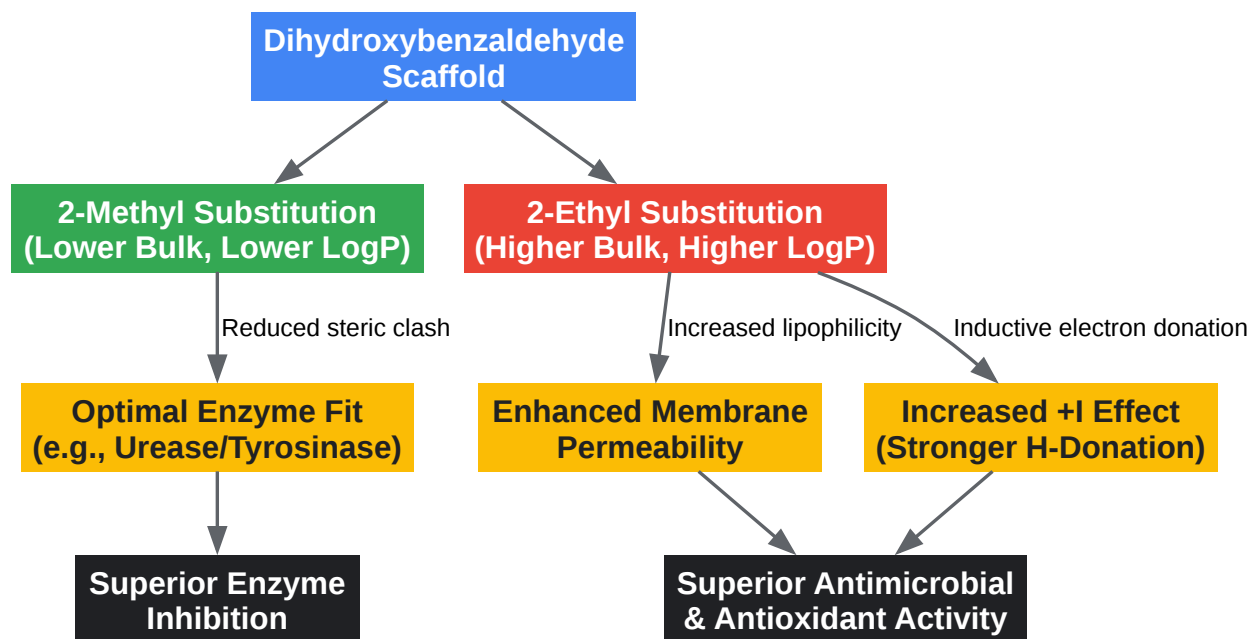 Dihydroxybenzaldehyde
Scaffold
2-Methyl Substitution
(Lower Bulk, Lower LogP)
2-Ethyl Substitution
(Higher Bulk, Higher LogP)
Reduced steric clash
Increased lipophilicity
Inductive electron donation
Optimal Enzyme Fit
(e.g., Urease/Tyrosinase)
Enhanced Membrane
Permeability
Increased +I Effect
(Stronger H-Donation)
Superior Enzyme
Inhibition
Superior Antimicrobial
& Antioxidant Activity